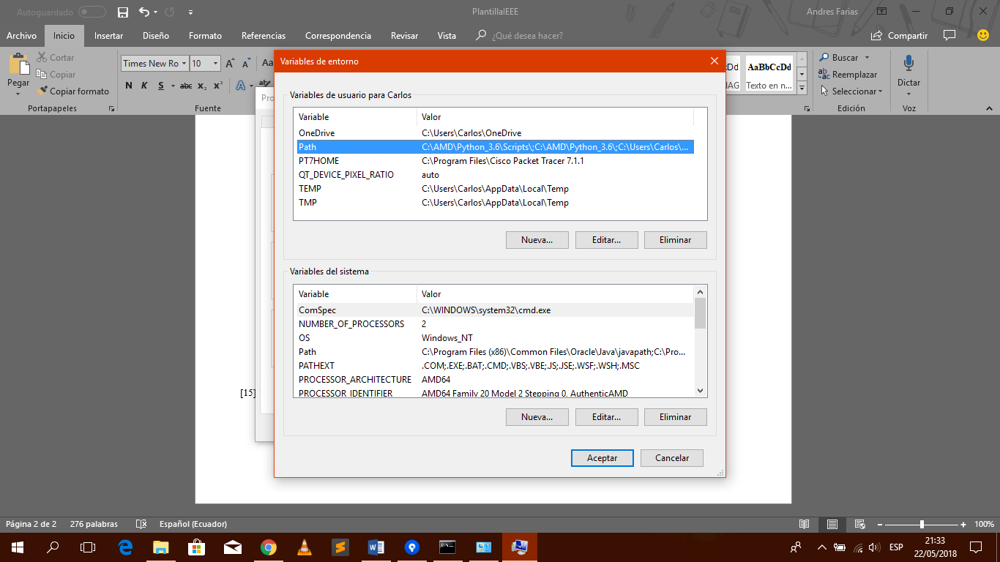 Autoguardado
PlantillaIEEE
Andres Farias
Archivo Inicio Insertar Diseño Formato Referencias Correspondencia Revisar Vista ¿Qué desea hacer? Compartir
Pegar
Cortar
Copiar
Copiar formato
Portapapeles
Times New Ro 10
N K S abc x₂ x²
Fuente
AaBbCcDd
Texto en n...
Buscar
Reemplazar
Seleccionar
Edición
Dictar
Voz
Variables de entorno
Variables de usuario para Carlos
Variable Valor
OneDrive C:\Users\Carlos\OneDrive
Path C:\AMD\Python_3.6\Scripts\;C:\AMD\Python_3.6\;C:\Users\Carlos\...
PT7HOME C:\Program Files\Cisco Packet Tracer 7.1.1
QT_DEVICE_PIXEL_RATIO auto
TEMP C:\Users\Carlos\AppData\Local\Temp
TMP C:\Users\Carlos\AppData\Local\Temp
Nueva... Editar... Eliminar
Variables del sistema
Variable Valor
ComSpec C:\WINDOWS\system32\cmd.exe
NUMBER_OF_PROCESSORS 2
OS Windows_NT
Path C:\Program Files (x86)\Common Files\Oracle\Java\javapath;C:\Pro...
PATHEXT .COM;.EXE;.BAT;.CMD;.VBS;.VBE;.JS;.JSE;.WSF;.WSH;.MSC
PROCESSOR_ARCHITECTURE AMD64
PROCESSOR_IDENTIFIER AMD64 Family 20 Model 2 Stepping 0, AuthenticAMD
Nueva... Editar... Eliminar
Aceptar Cancelar
[15]
Página 2 de 2 276 palabras Español (Ecuador) 100%
ESP
21:33
22/05/2018